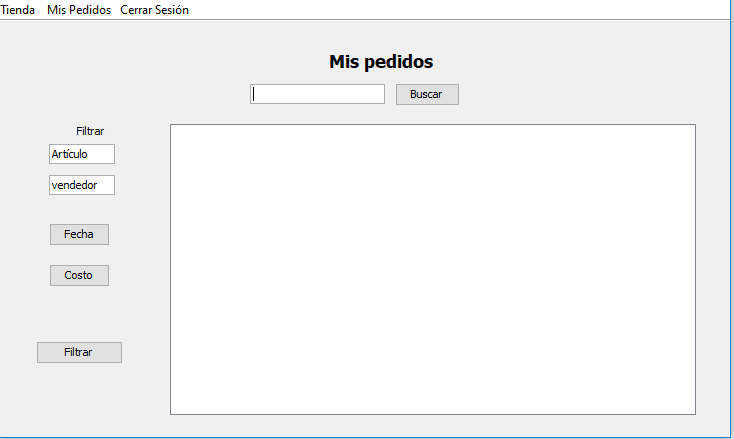 Tienda Mis Pedidos Cerrar Sesión
Mis pedidos
Buscar
Filtrar
Artículo
vendedor
Fecha
Costo
Filtrar